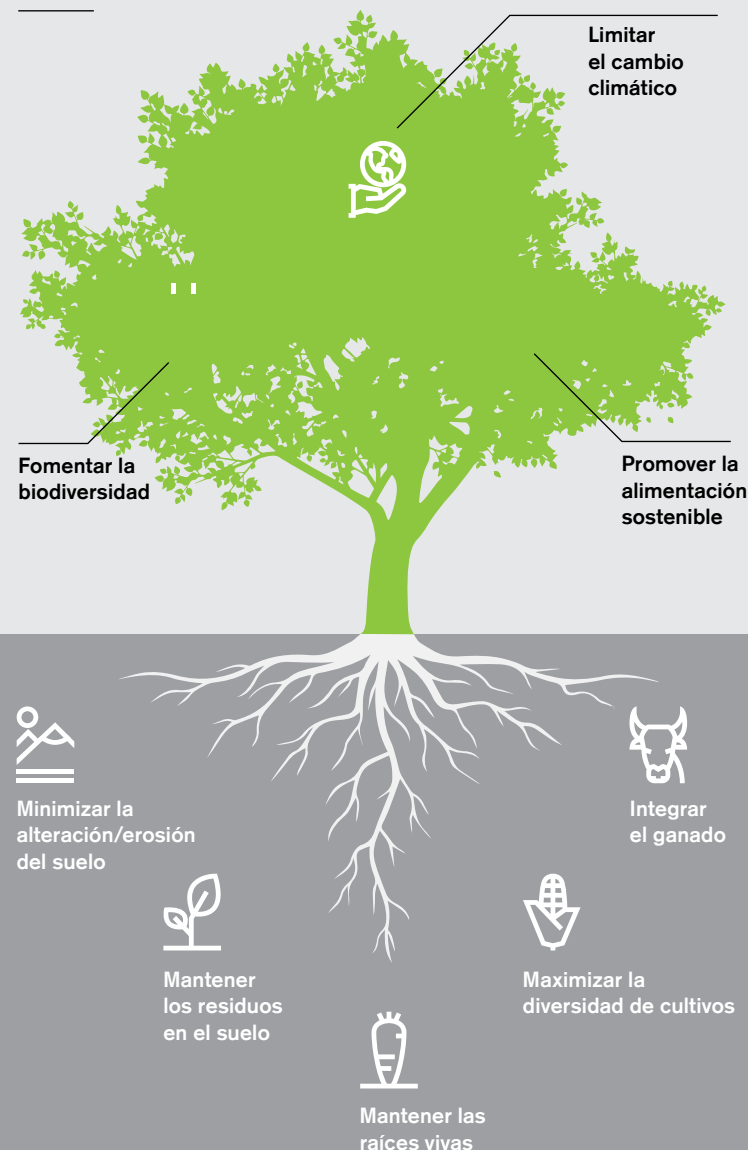 Limitar
el cambio
climático
Fomentar la
biodiversidad
Promover la
alimentación
sostenible
Minimizar la
alteración/erosión
del suelo
Integrar
el ganado
Mantener
los residuos
en el suelo
Maximizar la
diversidad de cultivos
Mantener las
raíces vivas